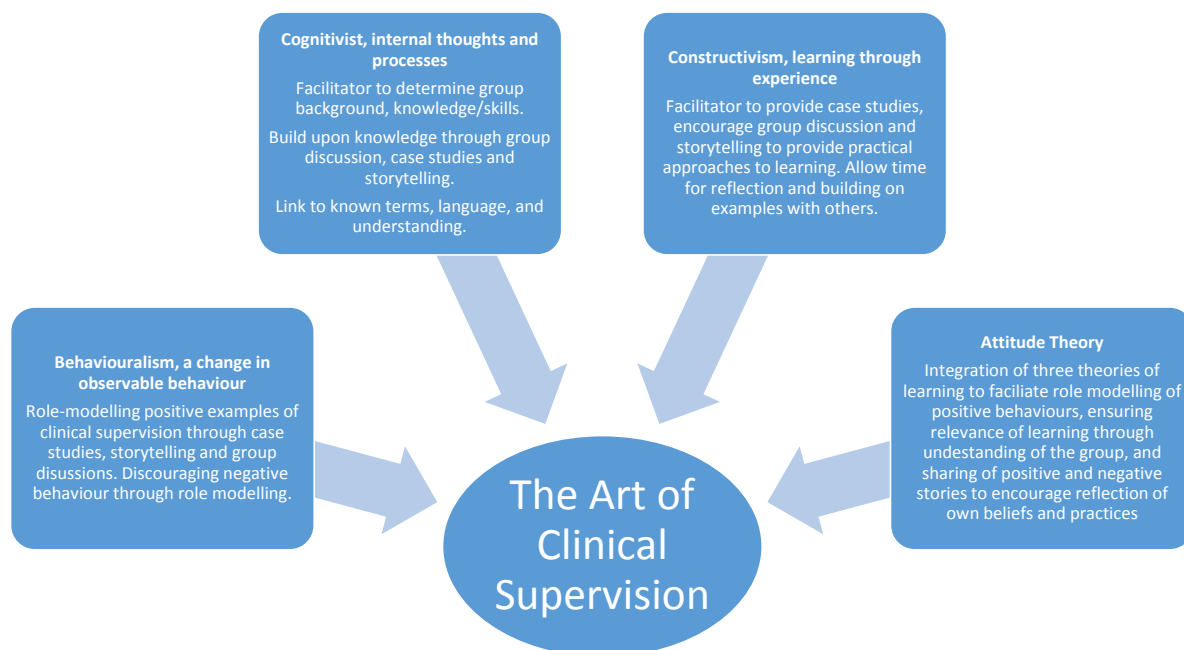 Cognitivist, internal thoughts and
processes
Facilitator to determine group
background, knowledge/skills.
Build upon knowledge through group
discussion, case studies and
storytelling.
Link to known terms, language, and
understanding.
Constructivism, learning through
experience
Facilitator to provide case studies,
encourage group discussion and
storytelling to provide practical
approaches to learning. Allow time
for reflection and building on
examples with others.
Behaviouralism, a change in
observable behaviour
Role-modelling positive examples of
clinical supervision through case
studies, storytelling and group
disussions. Discouraging negative
behaviour through role modelling.
Attitude Theory
Integration of three theories of
learning to faciliate role modelling of
positive behaviours, ensuring
relevance of learning through
undestanding of the group, and
sharing of positive and negative
stories to encourage reflection of
own beliefs and practices
The Art of
Clinical
Supervision